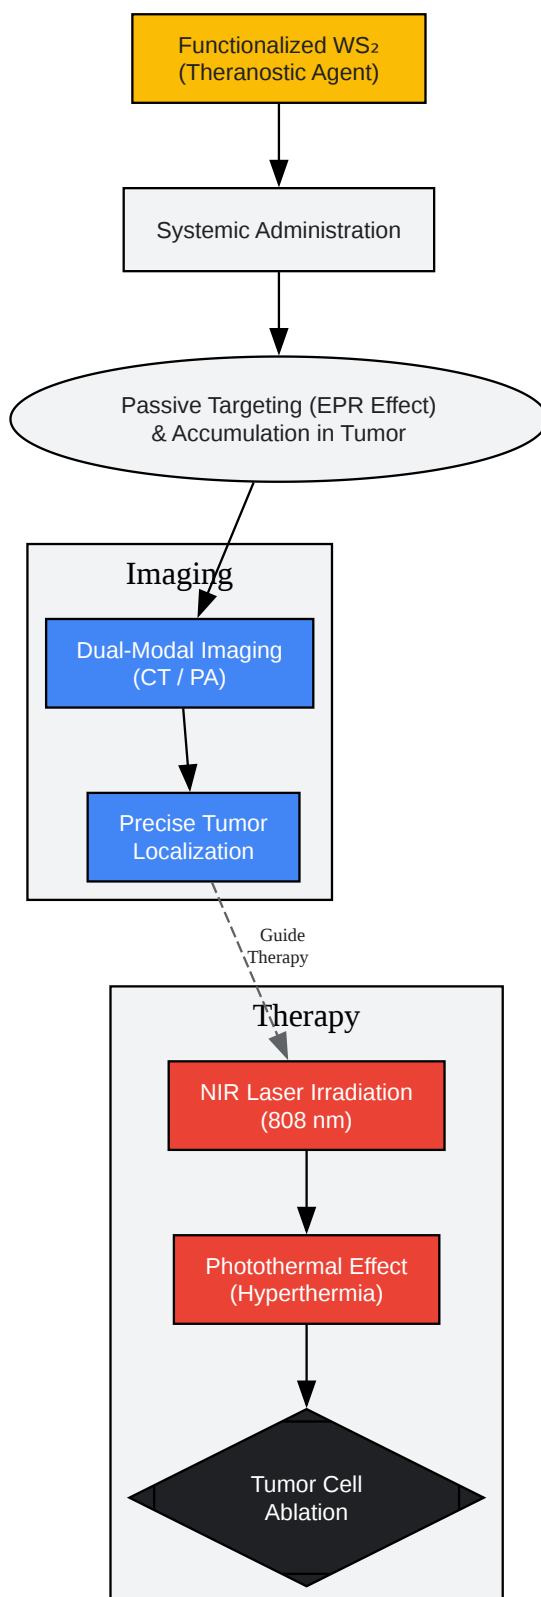 Functionalized WS₂
(Theranostic Agent)
Systemic Administration
Passive Targeting (EPR Effect)
& Accumulation in Tumor
Imaging
Dual-Modal Imaging
(CT / PA)
Precise Tumor
Localization
Guide
Therapy
Therapy
NIR Laser Irradiation
(808 nm)
Photothermal Effect
(Hyperthermia)
Tumor Cell
Ablation